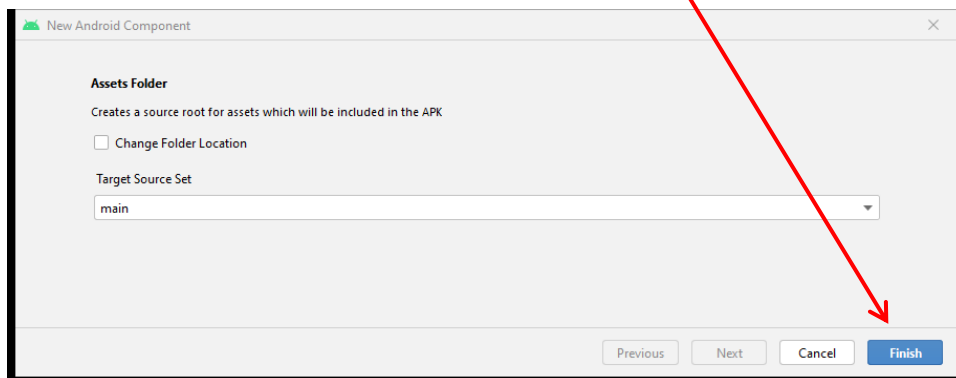 New Android Component
Assets Folder
Creates a source root for assets which will be included in the APK
Change Folder Location
Target Source Set
main
Previous Next Cancel Finish